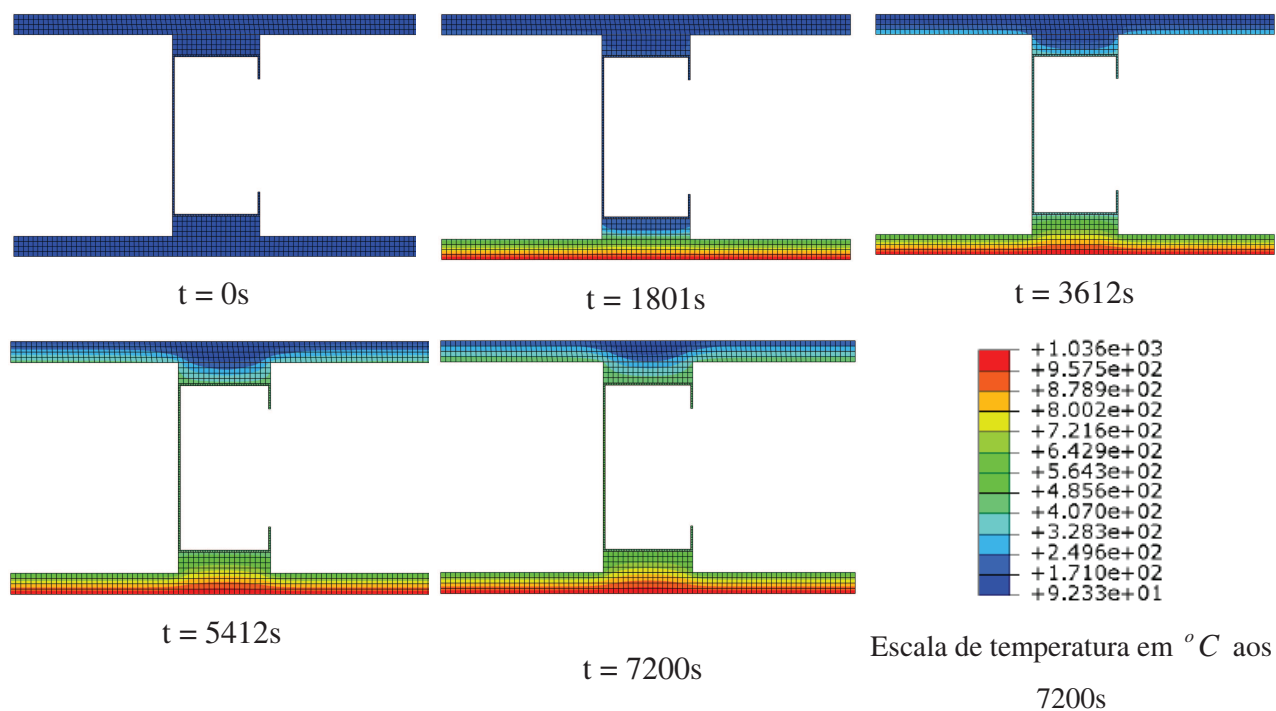 t = 0s
t = 1801s
t = 3612s
t = 5412s
t = 7200s
+1.036e+03
+9.575e+02
+8.789e+02
+8.002e+02
+7.216e+02
+6.429e+02
+5.643e+02
+4.856e+02
+4.070e+02
+3.283e+02
+2.496e+02
+1.710e+02
+9.233e+01
Escala de temperatura em °C aos
7200s